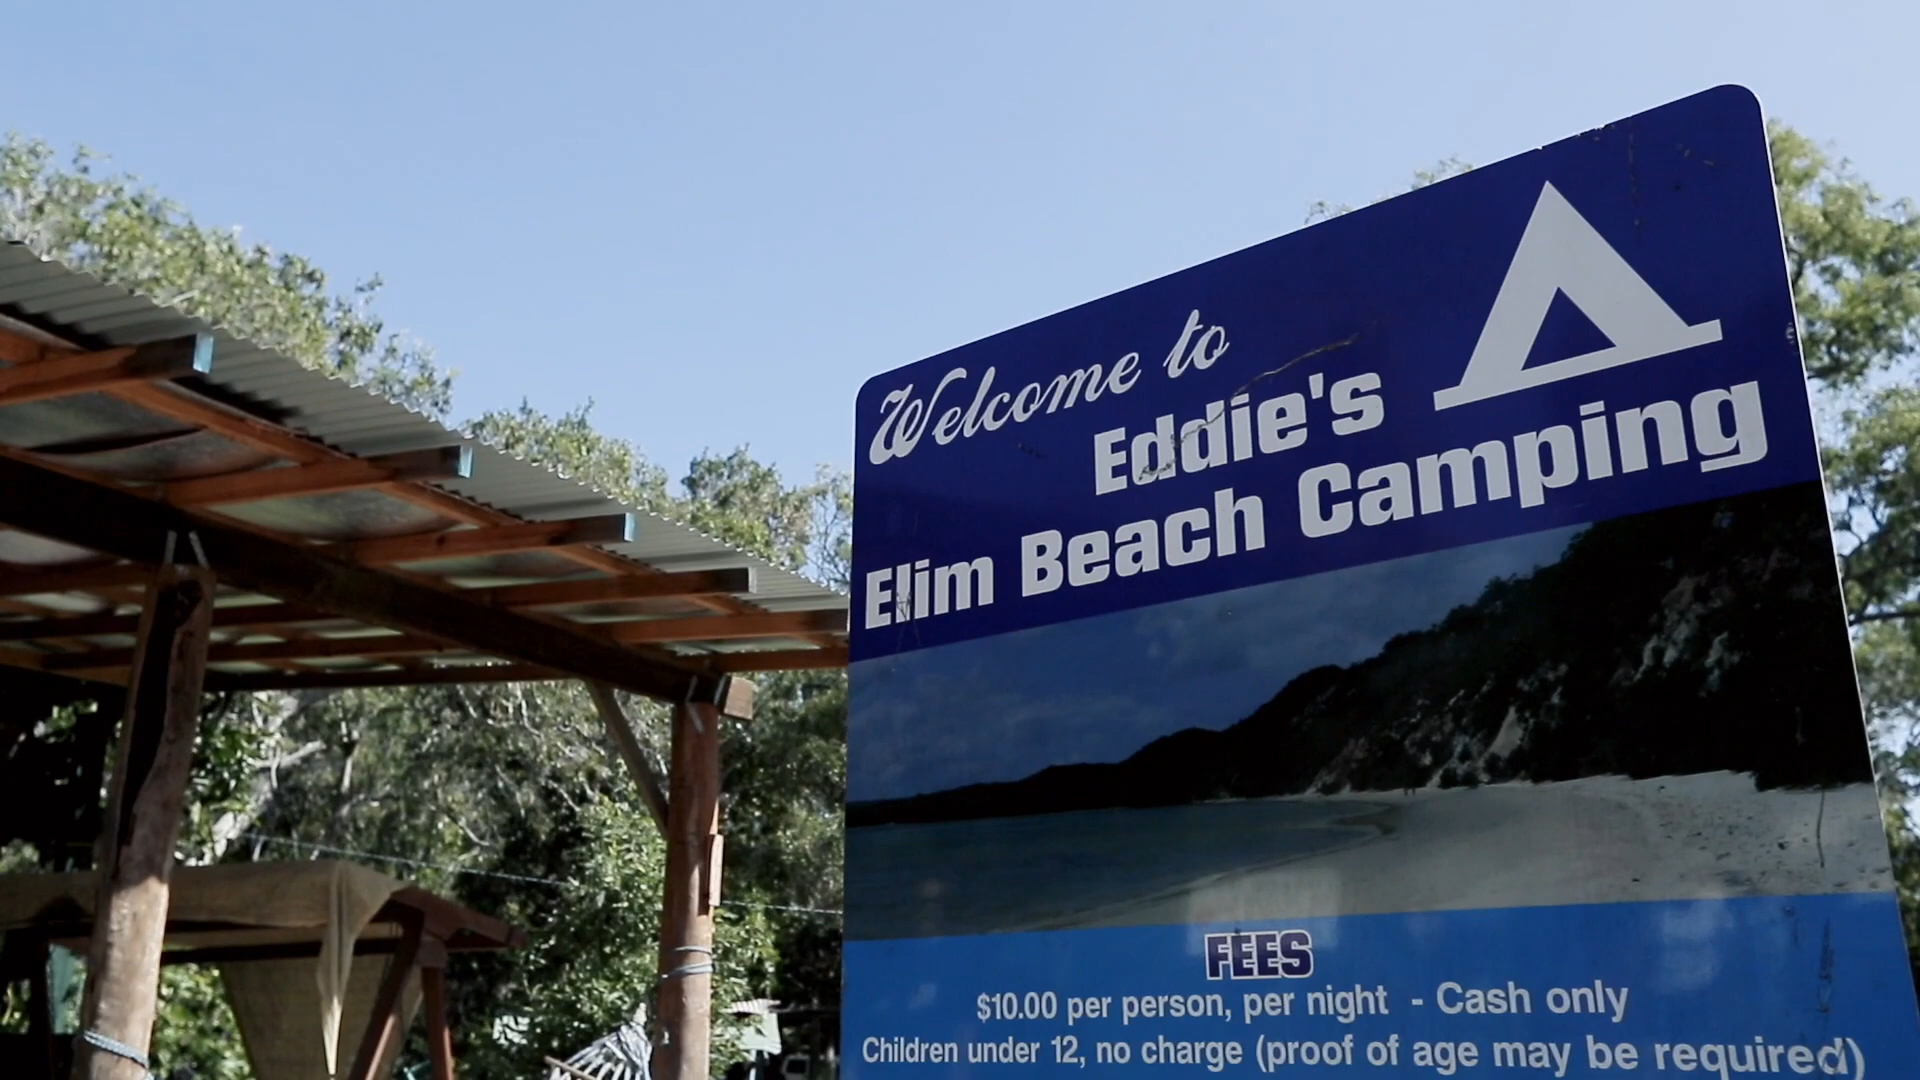 Welcome to
Eddie's
Elim Beach Camping
FEES
$10.00 per person, per night - Cash only
Children under 12, no charge (proof of age may be required)